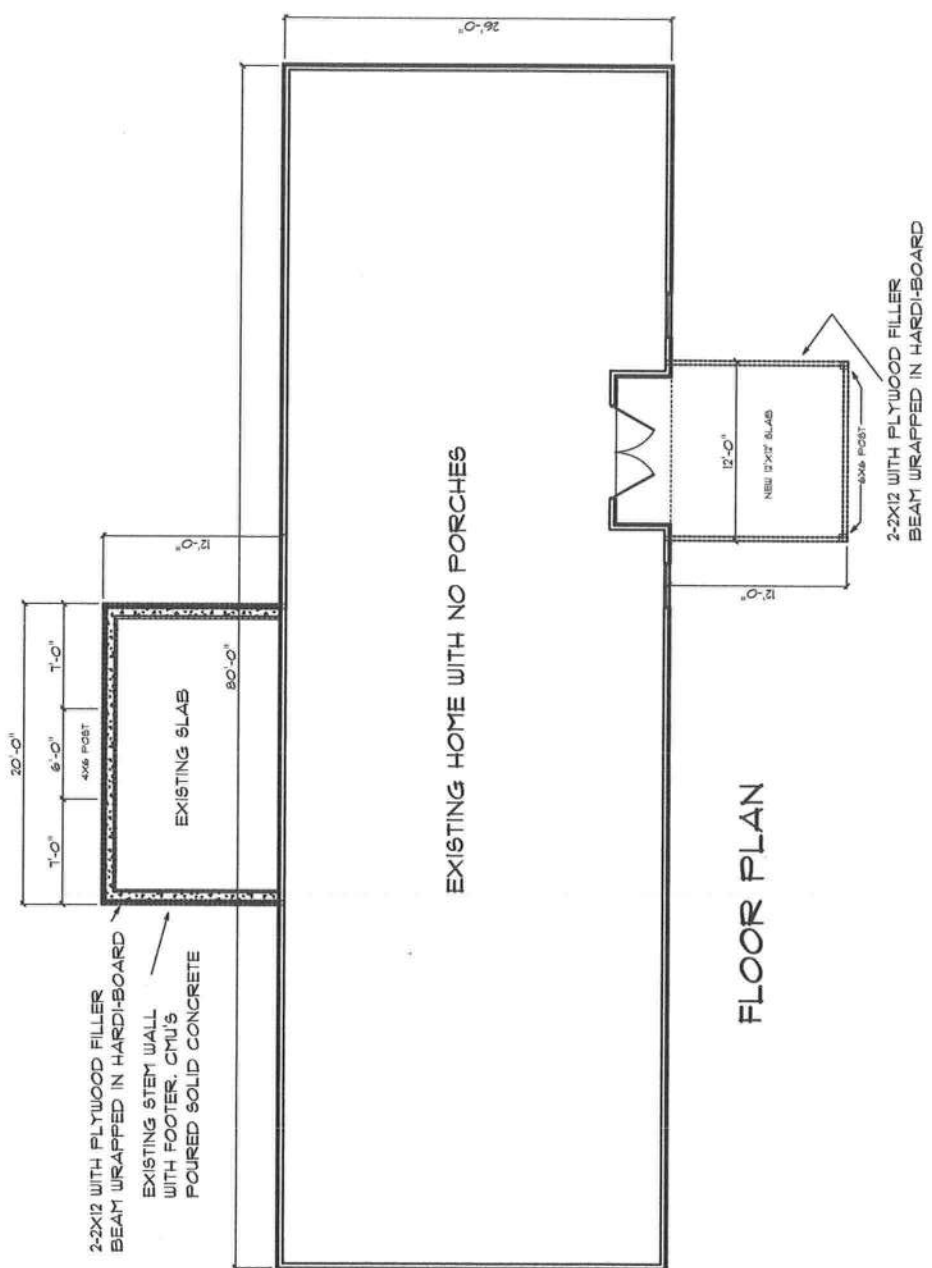 26'-0"
20'-0"
7'-0"
6'-0"
7'-0"
4X6 POST
12'-0"
EXISTING SLAB
80'-0"
2-2X12 WITH PLYWOOD FILLER
BEAM WRAPPED IN HARDI-BOARD
EXISTING STEM WALL
WITH FOOTER. CMU'S
POURED SOLID CONCRETE
EXISTING HOME WITH NO PORCHES
12'-0"
NEW 12'X12' SLAB
6X6 POST
12'-0"
2-2X12 WITH PLYWOOD FILLER
BEAM WRAPPED IN HARDI-BOARD
FLOOR PLAN